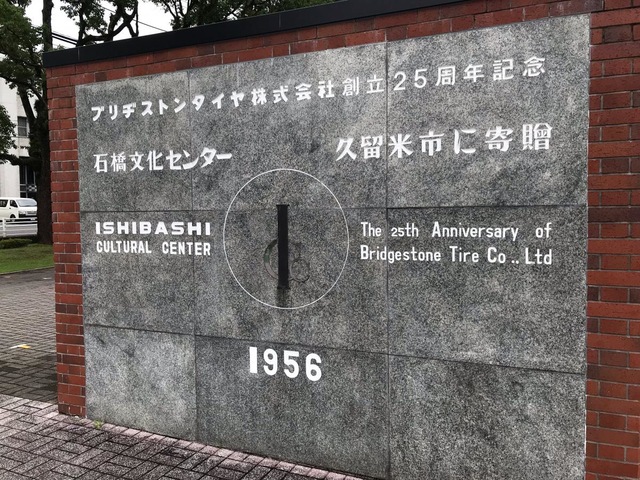 ブリヂストンタイヤ株式会社創立25周年記念
石橋文化センター
久留米市に寄贈
ISHIBASHI
CULTURAL CENTER
The 25th Anniversary of
Bridgestone Tire Co., Ltd
1956